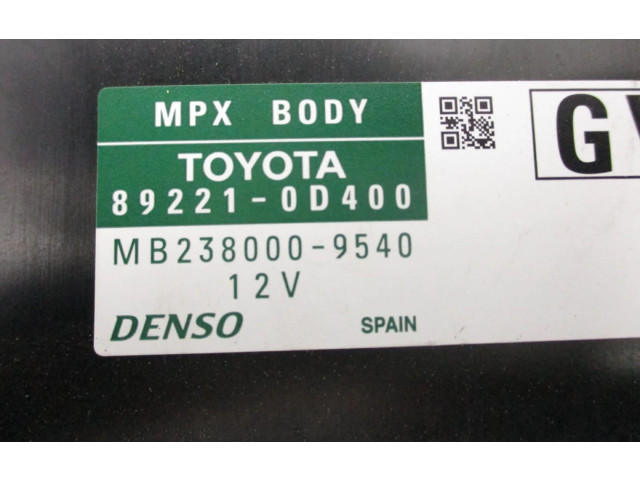 MPX BODY
TOYOTA
89221-0D400
MB238000-9540
12V
DENSO SPAIN
G